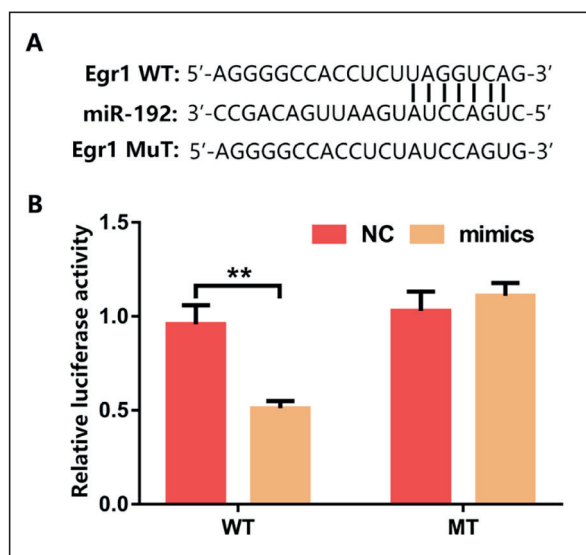 A
Egr1 WT: 5’-AGGGGCCACCUCUUAGGUCAG-3’
miR-192: 3’-CCGACAGUUAAGUAUCCAGUC-5’
Egr1 MuT: 5’-AGGGGCCACCUCUAUCCAGUG-3’
B
NC mimics
**
Relative luciferase activity
1.5
1.0
0.5
0.0
WT MT